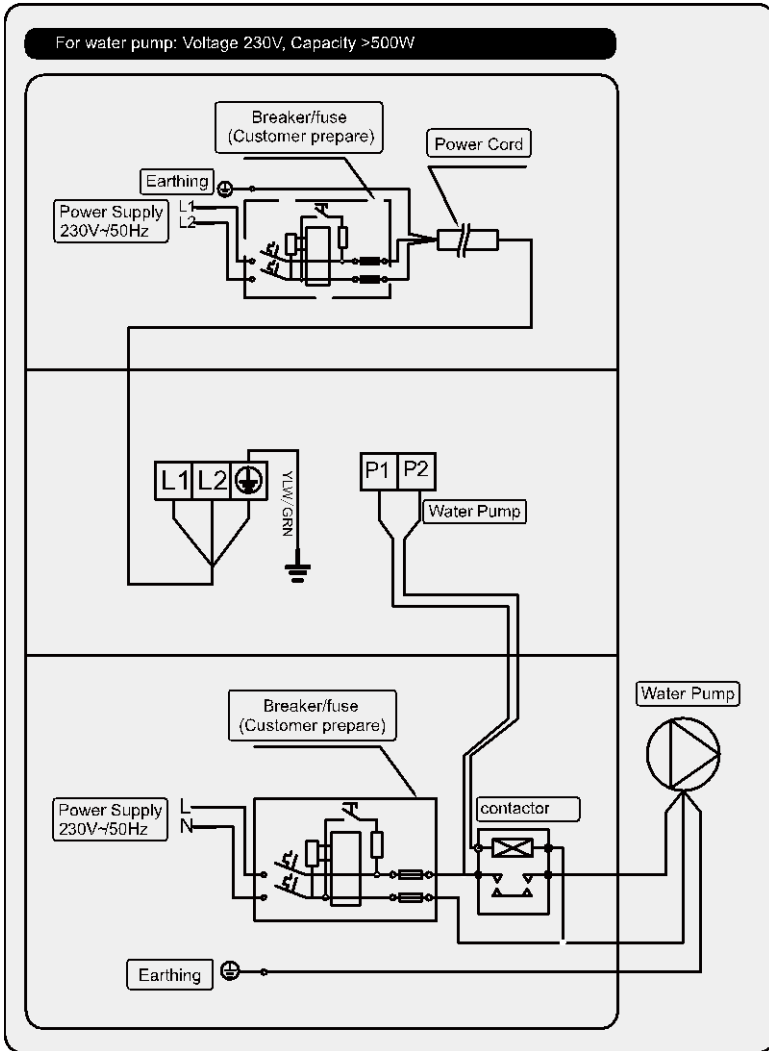 For water pump: Voltage 230V, Capacity >500W
Breaker/fuse
(Customer prepare)
Power Cord
Earthing
Power Supply
230V~/50Hz
L1
L2
L1 L2
YLW/GRN
P1 P2
Water Pump
Breaker/fuse
(Customer prepare)
Water Pump
Power Supply
230V~/50Hz
L
N
contactor
Earthing